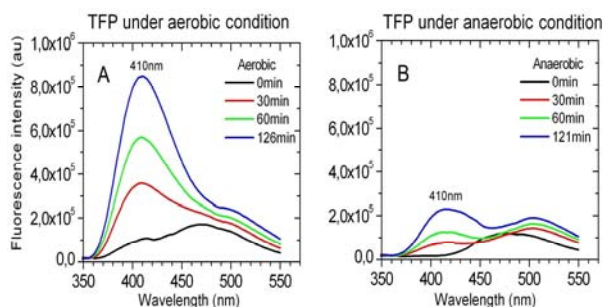 TFP under aerobic condition
TFP under anaerobic condition
Fluorescence intensity (au)
1,0x10⁶
8,0x10⁵
6,0x10⁵
4,0x10⁵
2,0x10⁵
0,0
A
410nm
Aerobic
0min
30min
60min
126min
350 400 450 500 550
Wavelength (nm)
1,0x10⁶
8,0x10⁵
6,0x10⁵
4,0x10⁵
2,0x10⁵
0,0
B
410nm
Anaerobic
0min
30min
60min
121min
350 400 450 500 550
Wavelength (nm)